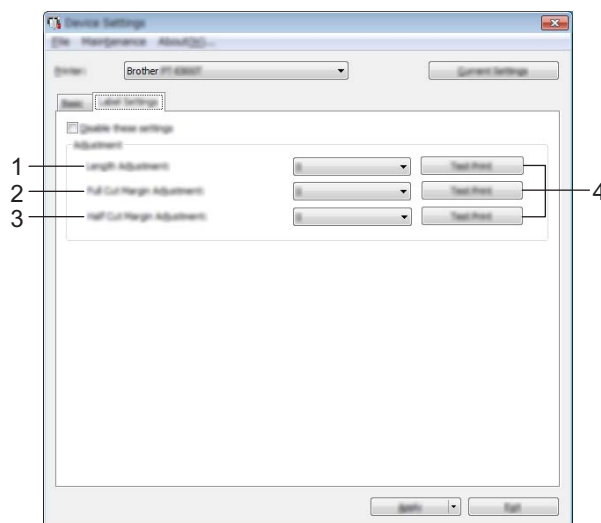 Device Settings
File Maintenance About(X)...
Printer: Brother
Current Settings
Basic Label Settings
Disable these settings
Adjustment
1 Length Adjustment: Test Print
2 Full Cut Margin Adjustment: Test Print 4
3 Half Cut Margin Adjustment: Test Print
Apply Exit